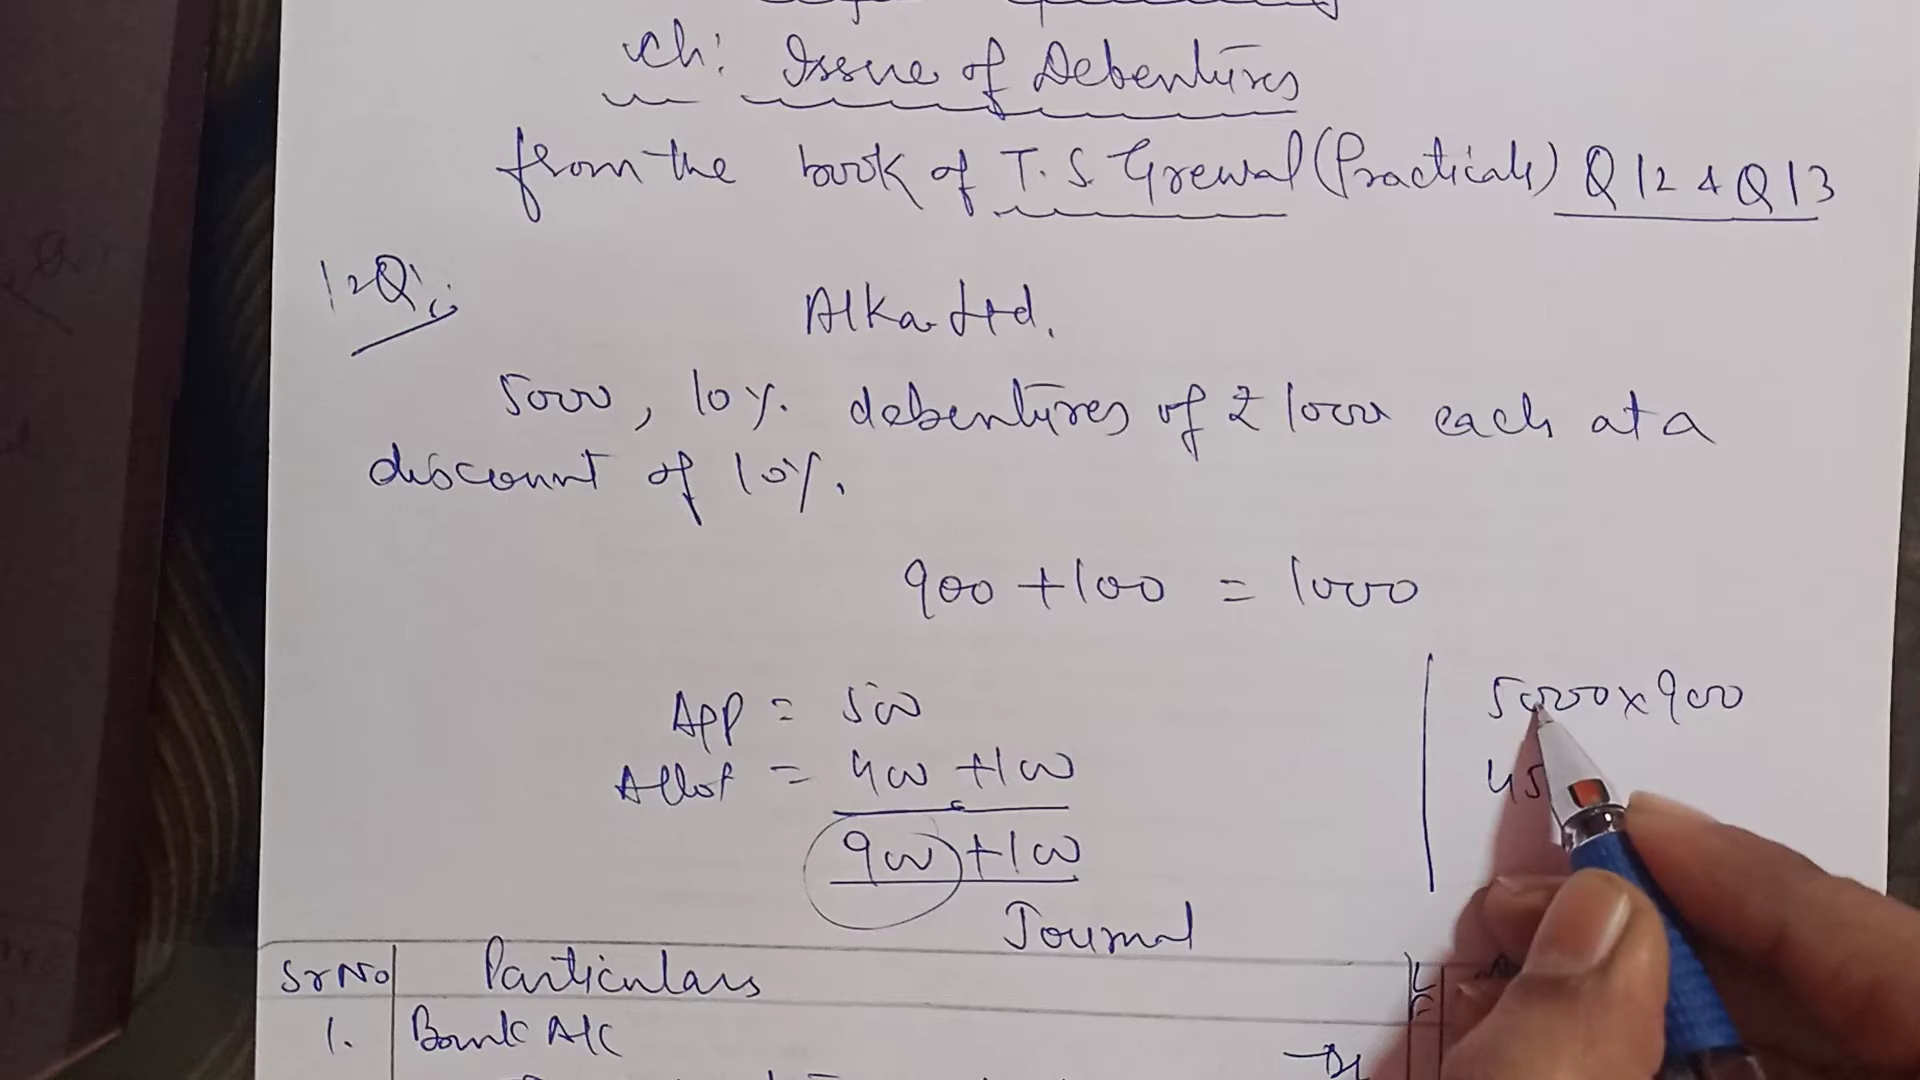 Ch: Issue of Debentures
from the book of T.S. Grewal (Practicals) Q12 & Q13
12Q:
Alka Ltd.
5000, 10% debentures of ₹1000 each at a
discount of 10%.
900 + 100 = 1000
App = 500
Allot = 400 + 100
900 + 100
5000 x 900
45
Journal
Sr No Particulars
1. Bank A/c Dr